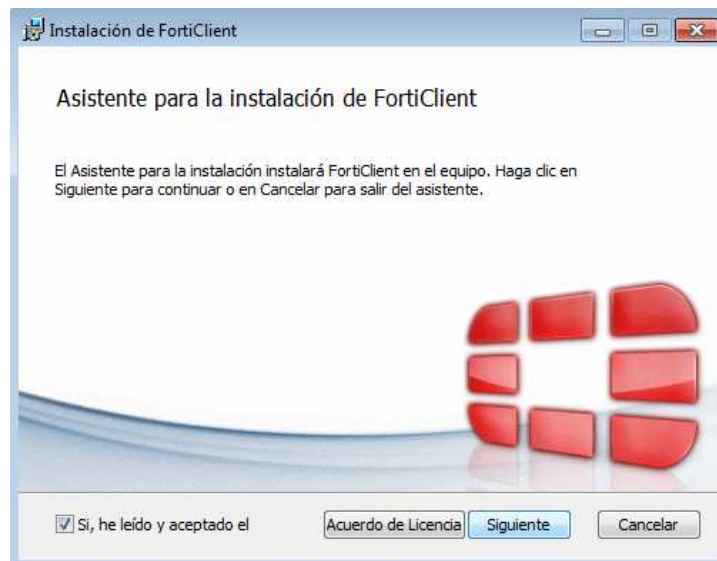 Instalación de FortiClient
Asistente para la instalación de FortiClient
El Asistente para la instalación instalará FortiClient en el equipo. Haga clic en
Siguiente para continuar o en Cancelar para salir del asistente.
Si, he leído y aceptado el Acuerdo de Licencia Siguiente Cancelar